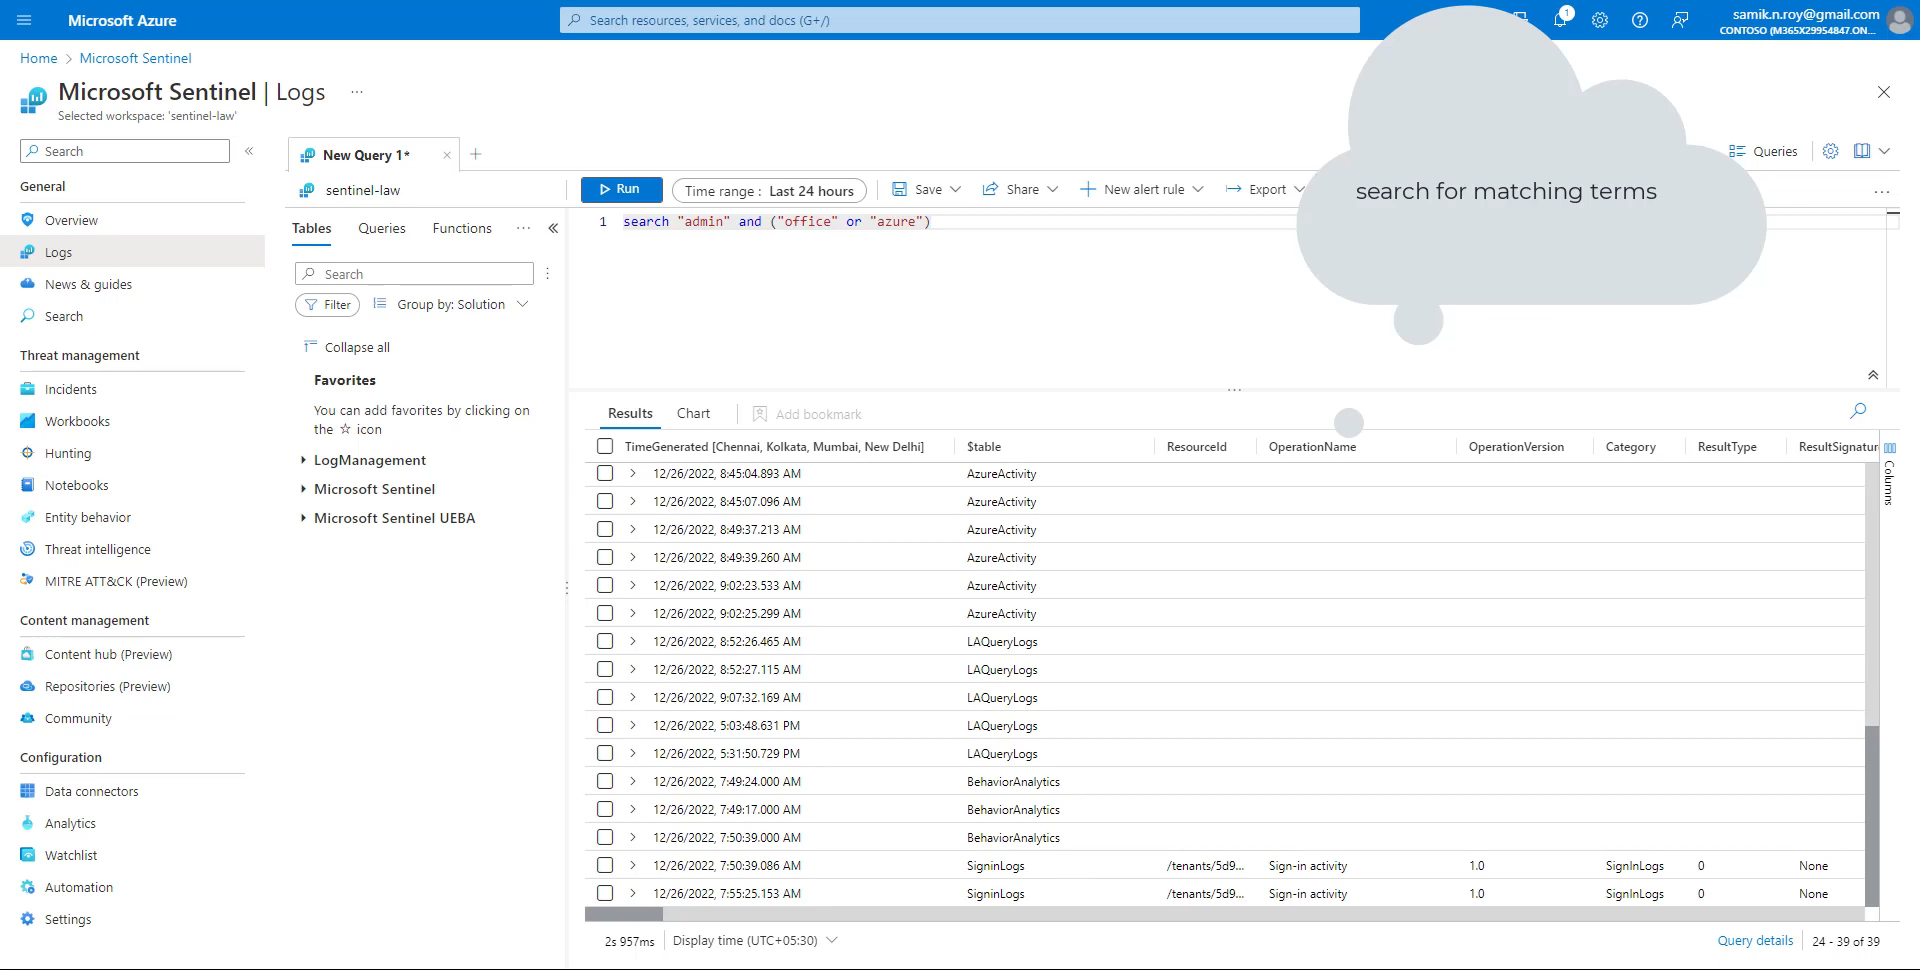 Microsoft Azure
Search resources, services, and docs (G+/)
1
samik.n.roy@gmail.com
CONTOSO (M365X29954847.ON...
Home > Microsoft Sentinel
Microsoft Sentinel | Logs ...
Selected workspace: 'sentinel-law'
Search
General
Overview
Logs
News & guides
Search
Threat management
Incidents
Workbooks
Hunting
Notebooks
Entity behavior
Threat intelligence
MITRE ATT&CK (Preview)
Content management
Content hub (Preview)
Repositories (Preview)
Community
Configuration
Data connectors
Analytics
Watchlist
Automation
Settings
New Query 1*
Queries
sentinel-law
Run
Time range : Last 24 hours
Save
Share
New alert rule
Export
search for matching terms
Tables Queries Functions ...
Search
Filter
Group by: Solution
Collapse all
Favorites
You can add favorites by clicking on
the ☆ icon
LogManagement
Microsoft Sentinel
Microsoft Sentinel UEBA
1 search "admin" and ("office" or "azure")
Results Chart Add bookmark
TimeGenerated [Chennai, Kolkata, Mumbai, New Delhi] $table ResourceId OperationName OperationVersion Category ResultType ResultSignatur
12/26/2022, 8:45:04.893 AM AzureActivity
12/26/2022, 8:45:07.096 AM AzureActivity
12/26/2022, 8:49:37.213 AM AzureActivity
12/26/2022, 8:49:39.260 AM AzureActivity
12/26/2022, 9:02:23.533 AM AzureActivity
12/26/2022, 9:02:25.299 AM AzureActivity
12/26/2022, 8:52:26.465 AM LAQueryLogs
12/26/2022, 8:52:27.115 AM LAQueryLogs
12/26/2022, 9:07:32.169 AM LAQueryLogs
12/26/2022, 5:03:48.631 PM LAQueryLogs
12/26/2022, 5:31:50.729 PM LAQueryLogs
12/26/2022, 7:49:24.000 AM BehaviorAnalytics
12/26/2022, 7:49:17.000 AM BehaviorAnalytics
12/26/2022, 7:50:39.000 AM BehaviorAnalytics
12/26/2022, 7:50:39.086 AM SigninLogs /tenants/5d9... Sign-in activity 1.0 SignInLogs 0 None
12/26/2022, 7:55:25.153 AM SigninLogs /tenants/5d9... Sign-in activity 1.0 SignInLogs 0 None
Columns
2s 957ms
Display time (UTC+05:30)
Query details
24 - 39 of 39